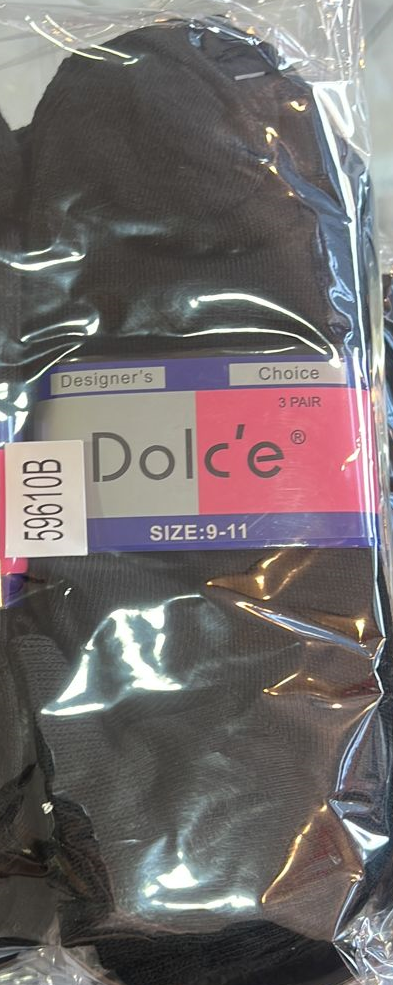 Designer's Choice
3 PAIR
Dolc'e®
59610B
SIZE:9-11